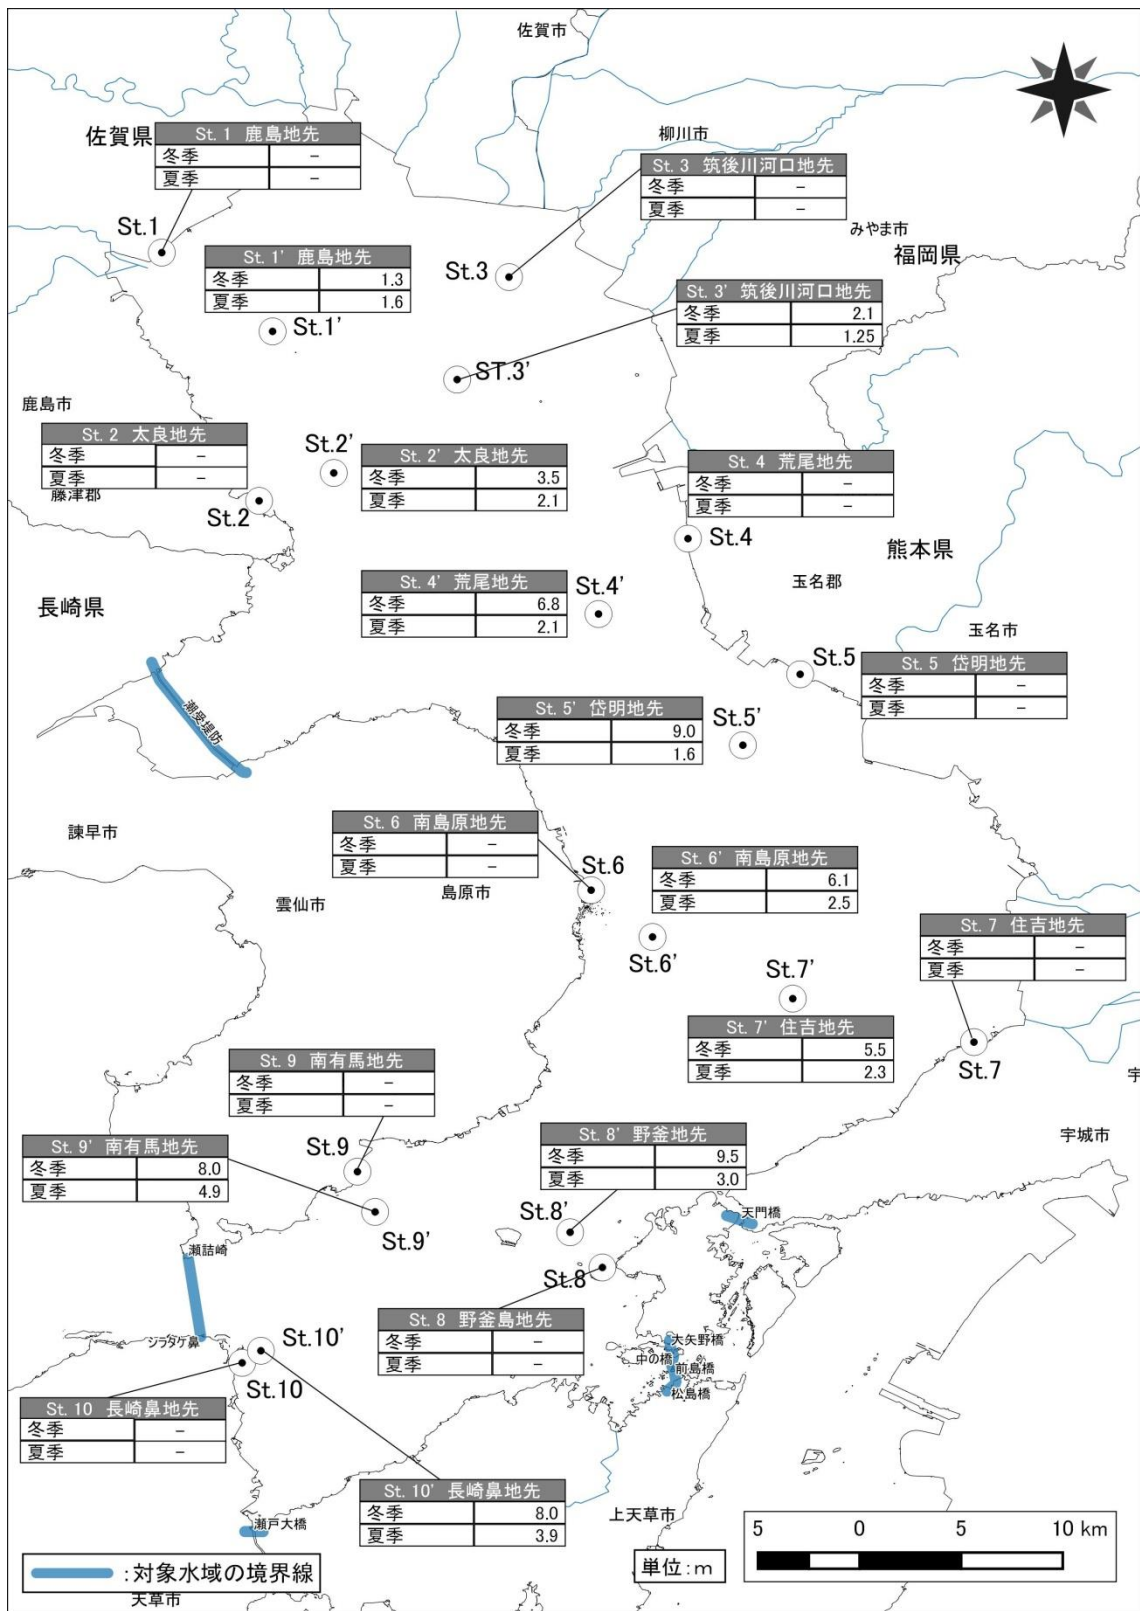 佐賀市
佐賀県
St. 1 鹿島地先
冬季 －
夏季 －
柳川市
St. 3 筑後川河口地先
冬季 －
夏季 －
みやま市
福岡県
St.1
St. 1' 鹿島地先
冬季 1.3
夏季 1.6
St.1'
St.3
St. 3' 筑後川河口地先
冬季 2.1
夏季 1.25
ST.3'
鹿島市
St. 2 太良地先
冬季 －
夏季 －
藤津郡
St.2
St.2'
St. 2' 太良地先
冬季 3.5
夏季 2.1
St. 4 荒尾地先
冬季 －
夏季 －
St.4
熊本県
玉名郡
長崎県
St. 4' 荒尾地先
冬季 6.8
夏季 2.1
St.4'
玉名市
St.5
St. 5 岱明地先
冬季 －
夏季 －
潮受堤防
St. 5' 岱明地先
冬季 9.0
夏季 1.6
St.5'
諫早市
St. 6 南島原地先
冬季 －
夏季 －
St.6
島原市
雲仙市
St. 6' 南島原地先
冬季 6.1
夏季 2.5
St.6'
St. 7 住吉地先
冬季 －
夏季 －
St.7'
St. 7' 住吉地先
冬季 5.5
夏季 2.3
St.7
宇
St. 9 南有馬地先
冬季 －
夏季 －
St.9
St. 9' 南有馬地先
冬季 8.0
夏季 4.9
St.9'
St. 8' 野釜地先
冬季 9.5
夏季 3.0
宇城市
St.8'
天門橋
瀬詰崎
St.8
St. 8 野釜島地先
冬季 －
夏季 －
シラタケ鼻
St.10'
St.10
大矢野橋
中の橋
前島橋
松島橋
St. 10 長崎鼻地先
冬季 －
夏季 －
St. 10' 長崎鼻地先
冬季 8.0
夏季 3.9
瀬戸大橋
上天草市
5 0 5 10 km
:対象水域の境界線
単位:m
天草市